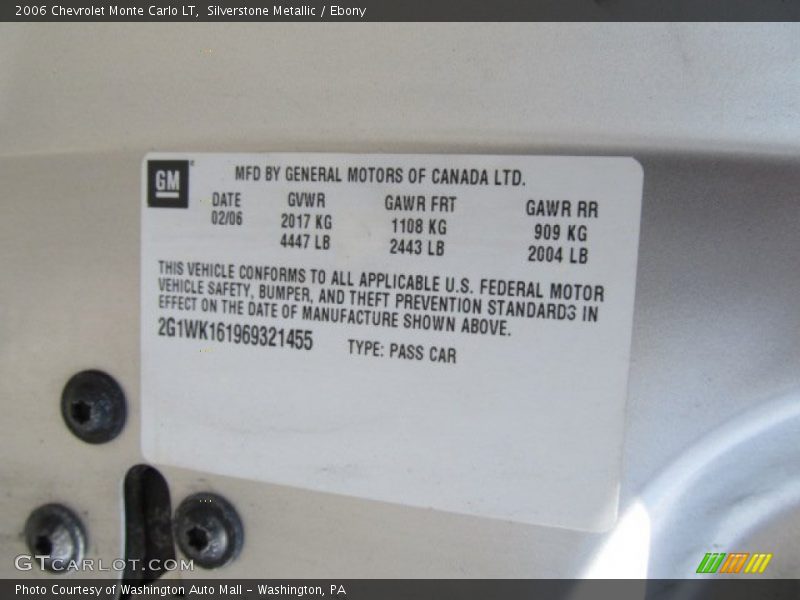 2006 Chevrolet Monte Carlo LT,  Silverstone Metallic / Ebony
GM
MFD BY GENERAL MOTORS OF CANADA LTD.
DATE GVWR GAWR FRT GAWR RR
02/06 2017 KG 1108 KG 909 KG
4447 LB 2443 LB 2004 LB
THIS VEHICLE CONFORMS TO ALL APPLICABLE U.S. FEDERAL MOTOR
VEHICLE SAFETY, BUMPER, AND THEFT PREVENTION STANDARDS IN
EFFECT ON THE DATE OF MANUFACTURE SHOWN ABOVE.
2G1WK161969321455 TYPE: PASS CAR
GTCARLOT.COM
Photo Courtesy of Washington Auto Mall - Washington, PA